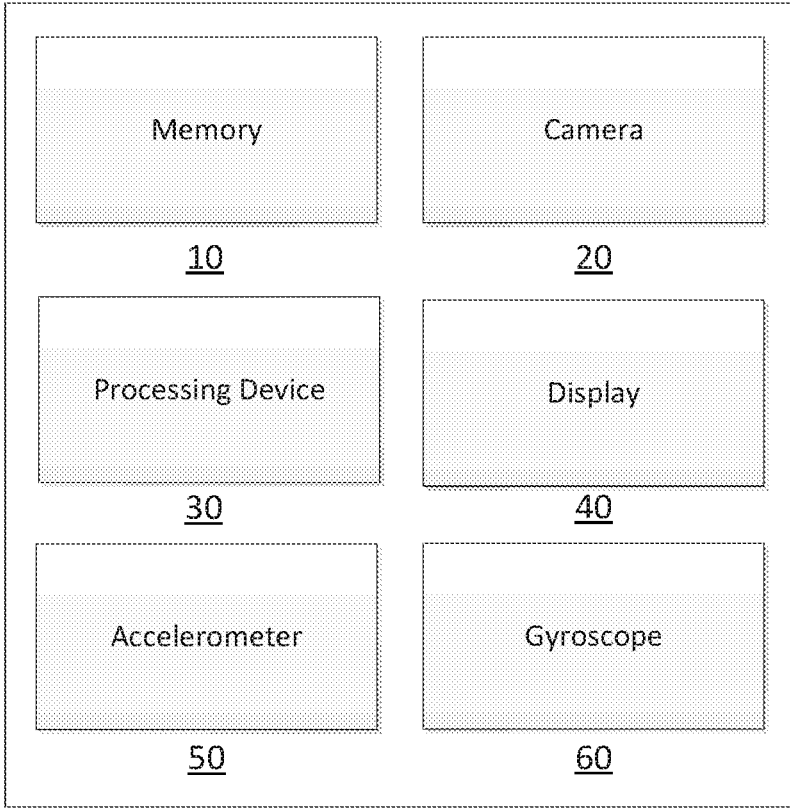 Memory
Camera
10
20
Processing Device
Display
30
40
Accelerometer
Gyroscope
50
60